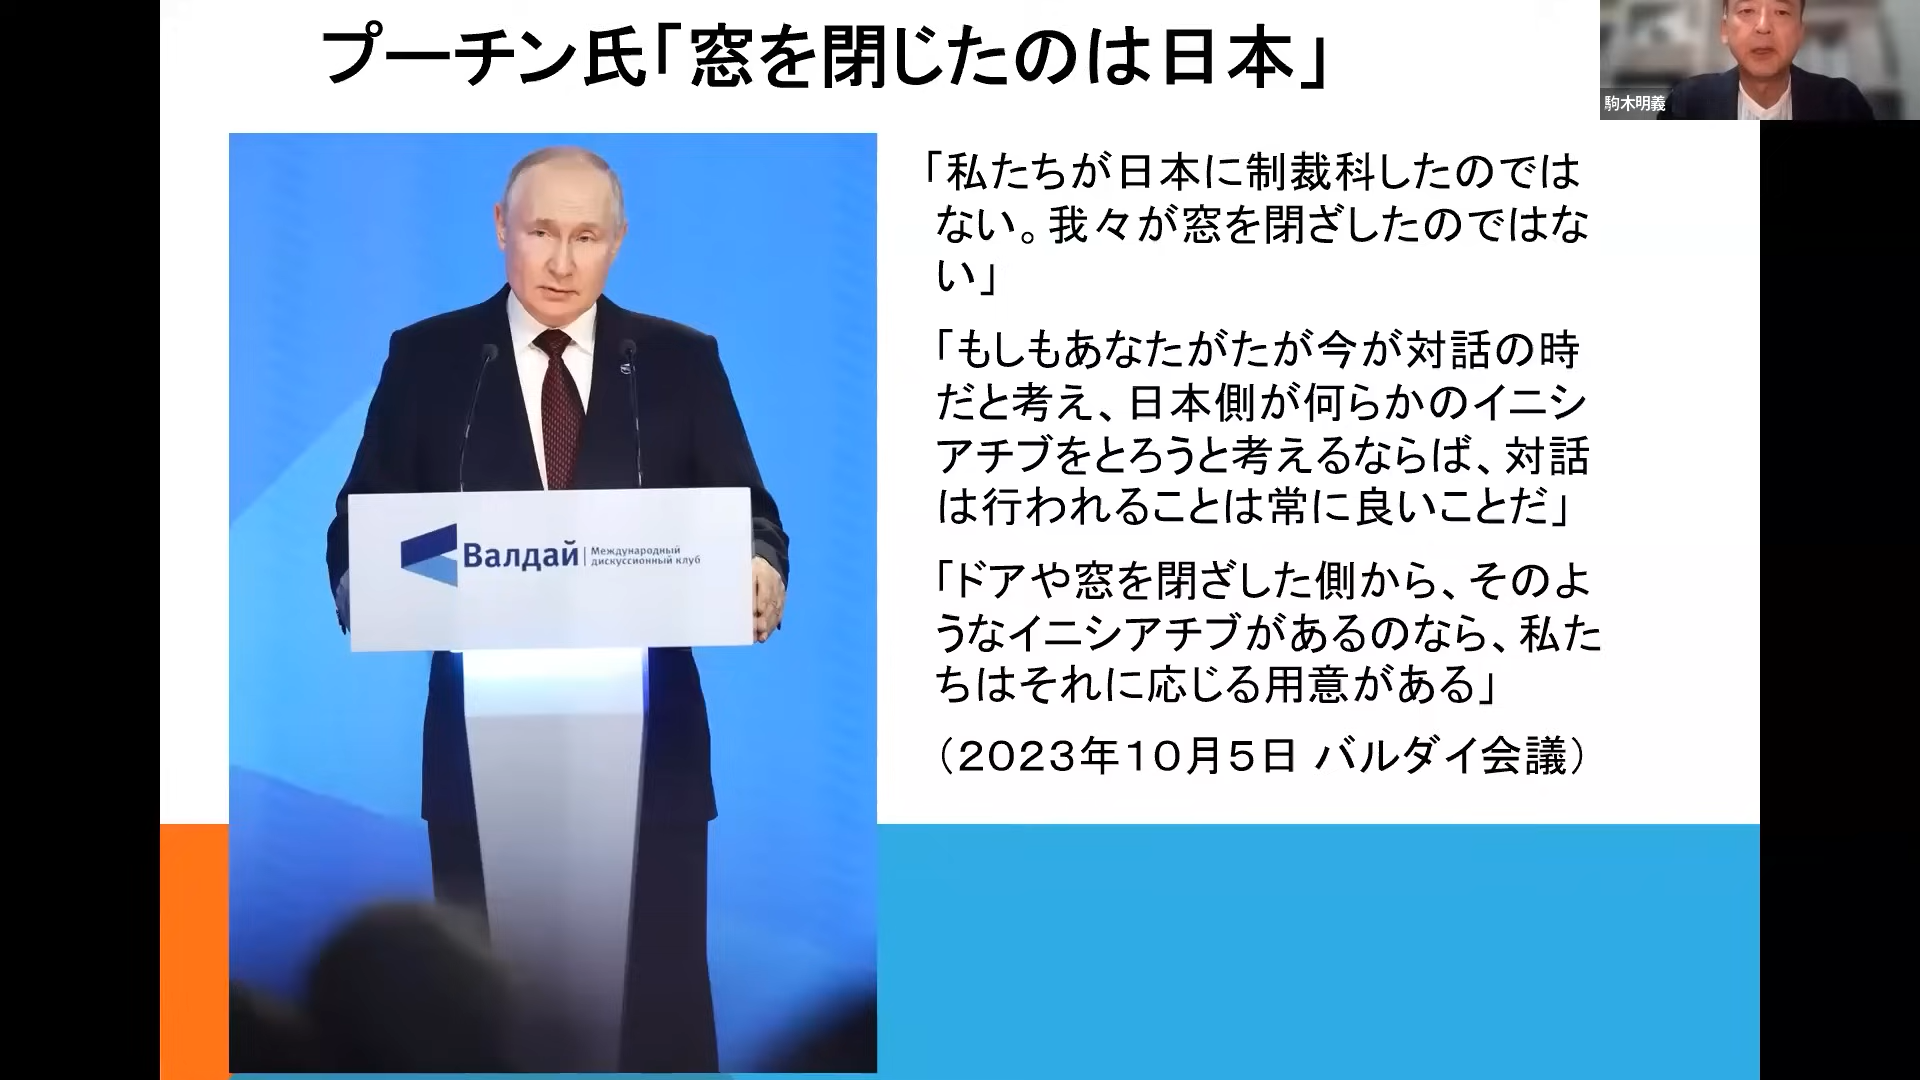 プーチン氏「窓を閉じたのは日本」
駒木明義
「私たちが日本に制裁科したのでは
ない。我々が窓を閉ざしたのではな
い」
「もしもあなたがたが今が対話の時
だと考え、日本側が何らかのイニシ
アチブをとろうと考えるならば、対話
は行われることは常に良いことだ」
「ドアや窓を閉ざした側から、そのよ
うなイニシアチブがあるのなら、私た
ちはそれに応じる用意がある」
（２０２３年１０月５日 バルダイ会議）
Валдай
Международный
дискуссионный клуб